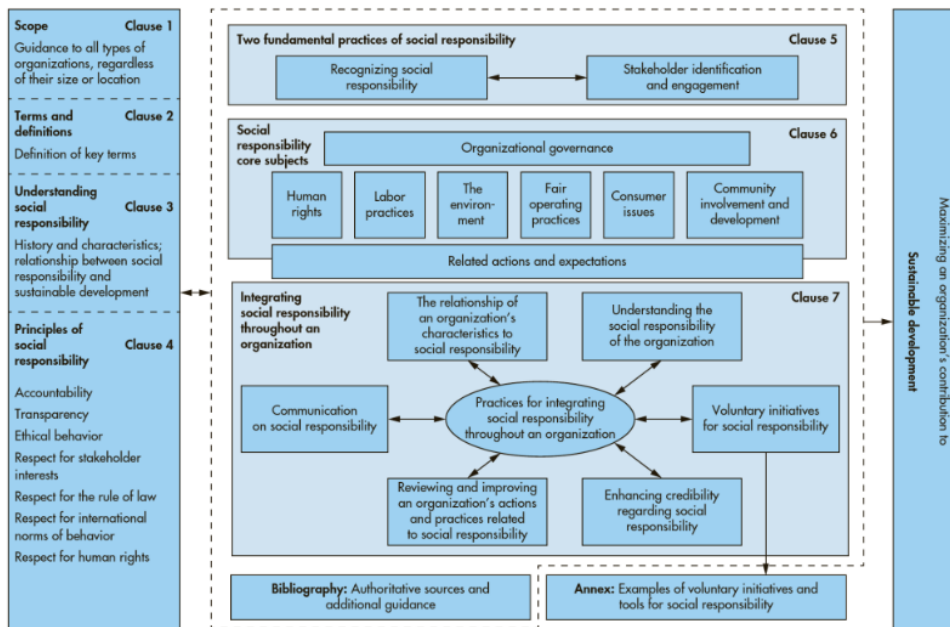 Scope Clause 1
Guidance to all types of
organizations, regardless
of their size or location
Terms and Clause 2
definitions
Definition of key terms
Understanding
social Clause 3
responsibility
History and characteristics;
relationship between social
responsibility and
sustainable development
Principles of
social Clause 4
responsibility
Accountability
Transparency
Ethical behavior
Respect for stakeholder
interests
Respect for the rule of law
Respect for international
norms of behavior
Respect for human rights
Two fundamental practices of social responsibility Clause 5
Recognizing social
responsibility
Stakeholder identification
and engagement
Social
responsibility
core subjects
Clause 6
Organizational governance
Human
rights
Labor
practices
The
environ-
ment
Fair
operating
practices
Consumer
issues
Community
involvement and
development
Related actions and expectations
Integrating
social responsibility
throughout an
organization
Clause 7
The relationship of
an organization's
characteristics to
social responsibility
Understanding the
social responsibility
of the organization
Communication
on social responsibility
Practices for integrating
social responsibility
throughout an organization
Voluntary initiatives
for social responsibility
Reviewing and improving
an organization's actions
and practices related
to social responsibility
Enhancing credibility
regarding social
responsibility
Bibliography: Authoritative sources and
additional guidance
Annex: Examples of voluntary initiatives and
tools for social responsibility
Maximizing an organization's contribution to
Sustainable development